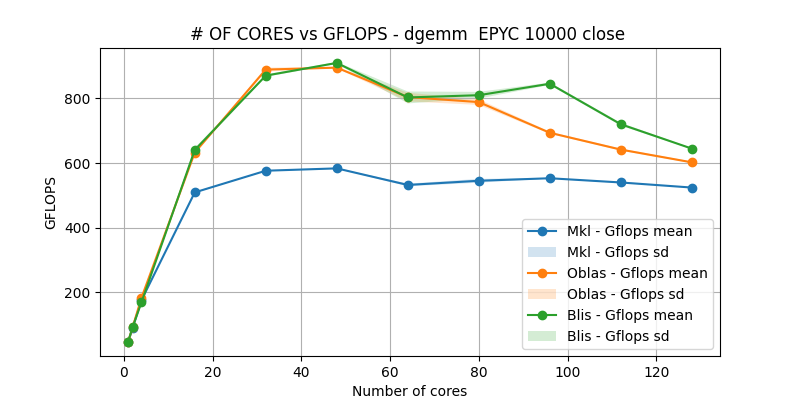 # OF CORES vs GFLOPS - dgemm  EPYC 10000 close
GFLOPS
800
600
400
200
0
20
40
60
80
100
120
Number of cores
Mkl - Gflops mean
Mkl - Gflops sd
Oblas - Gflops mean
Oblas - Gflops sd
Blis - Gflops mean
Blis - Gflops sd